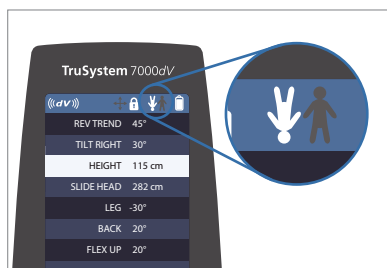 TruSystem 7000dV
((dV))
REV TREND 45°
TILT RIGHT 30°
HEIGHT 115 cm
SLIDE HEAD 282 cm
LEG -30°
BACK 20°
FLEX UP 20°